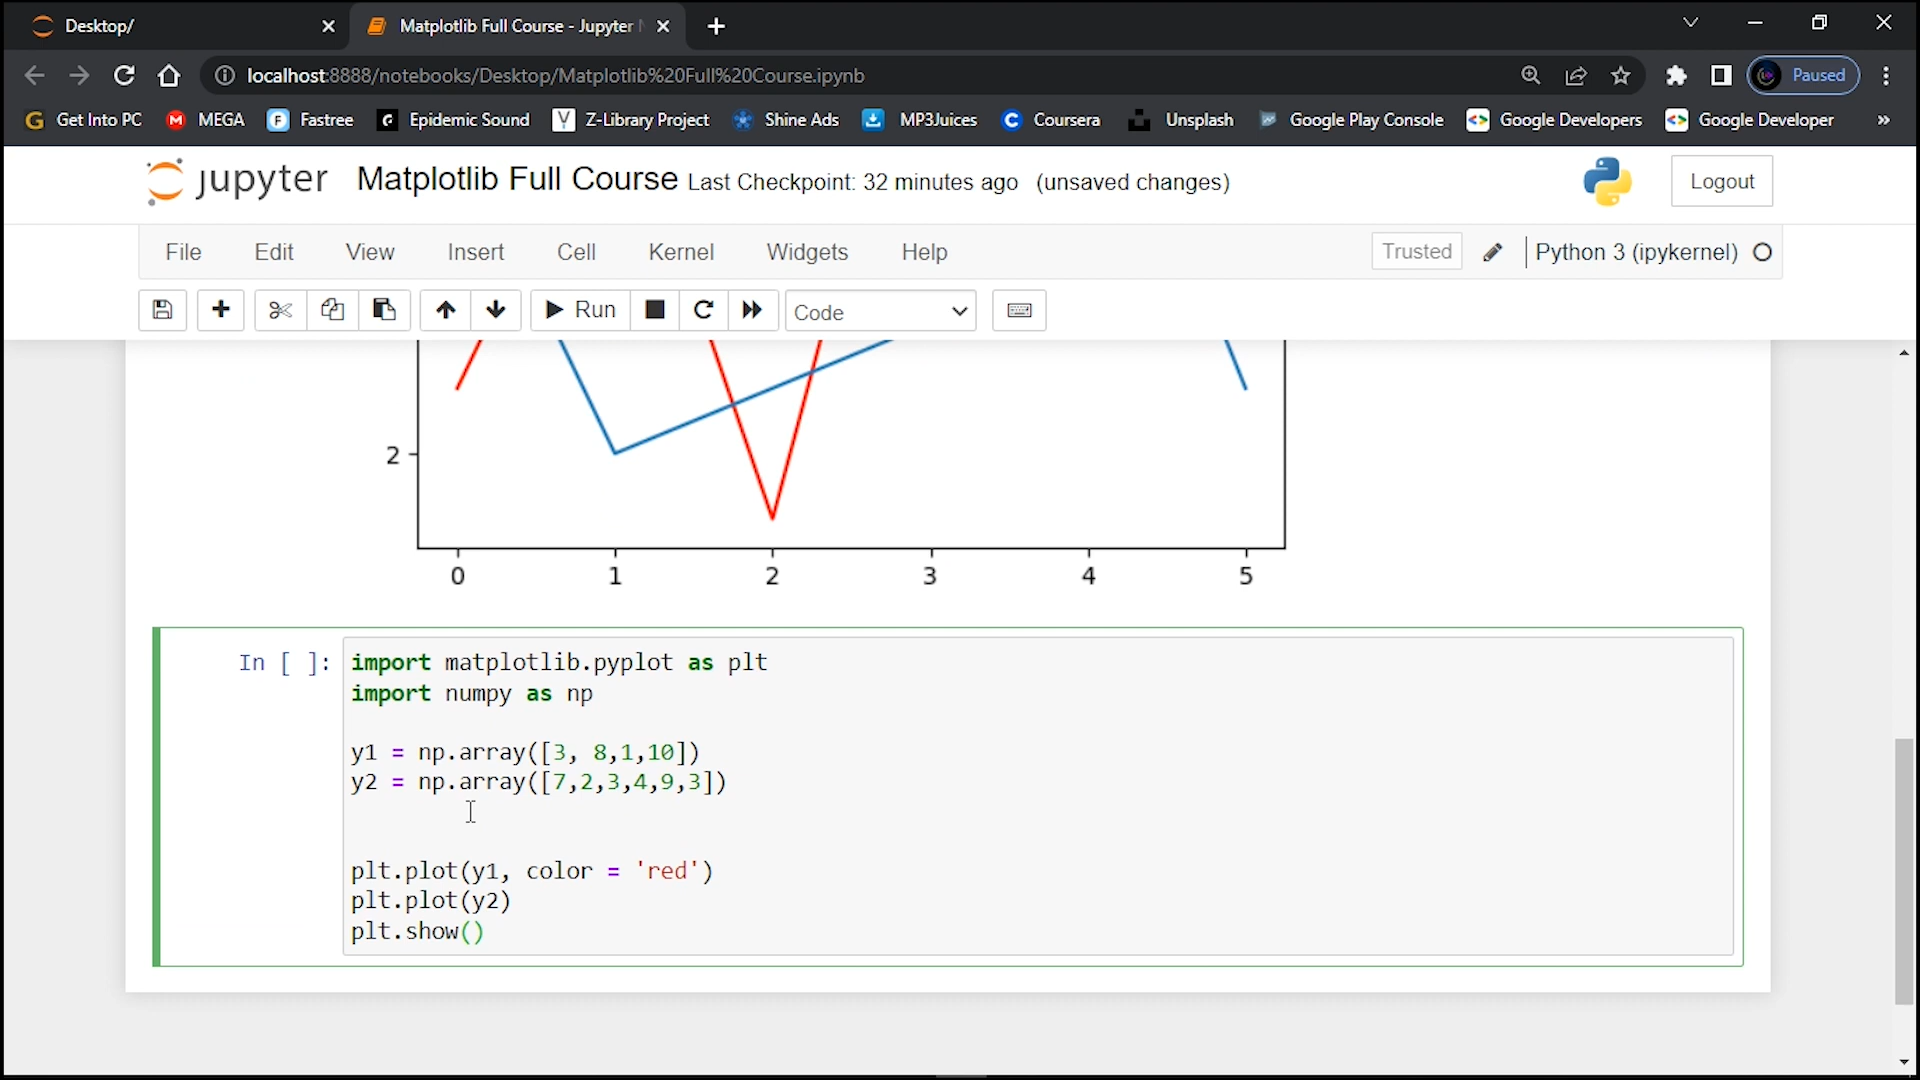 Desktop/
Matplotlib Full Course - Jupyter
localhost:8888/notebooks/Desktop/Matplotlib%20Full%20Course.ipynb
Paused
Get Into PC MEGA Fastree Epidemic Sound Z-Library Project Shine Ads MP3Juices Coursera Unsplash Google Play Console Google Developers Google Developer »
jupyter Matplotlib Full Course Last Checkpoint: 32 minutes ago (unsaved changes)
Logout
File Edit View Insert Cell Kernel Widgets Help
Trusted Python 3 (ipykernel)
Run Code
2
0 1 2 3 4 5
In [ ]: import matplotlib.pyplot as plt
import numpy as np
y1 = np.array([3, 8,1,10])
y2 = np.array([7,2,3,4,9,3])
plt.plot(y1, color = 'red')
plt.plot(y2)
plt.show()